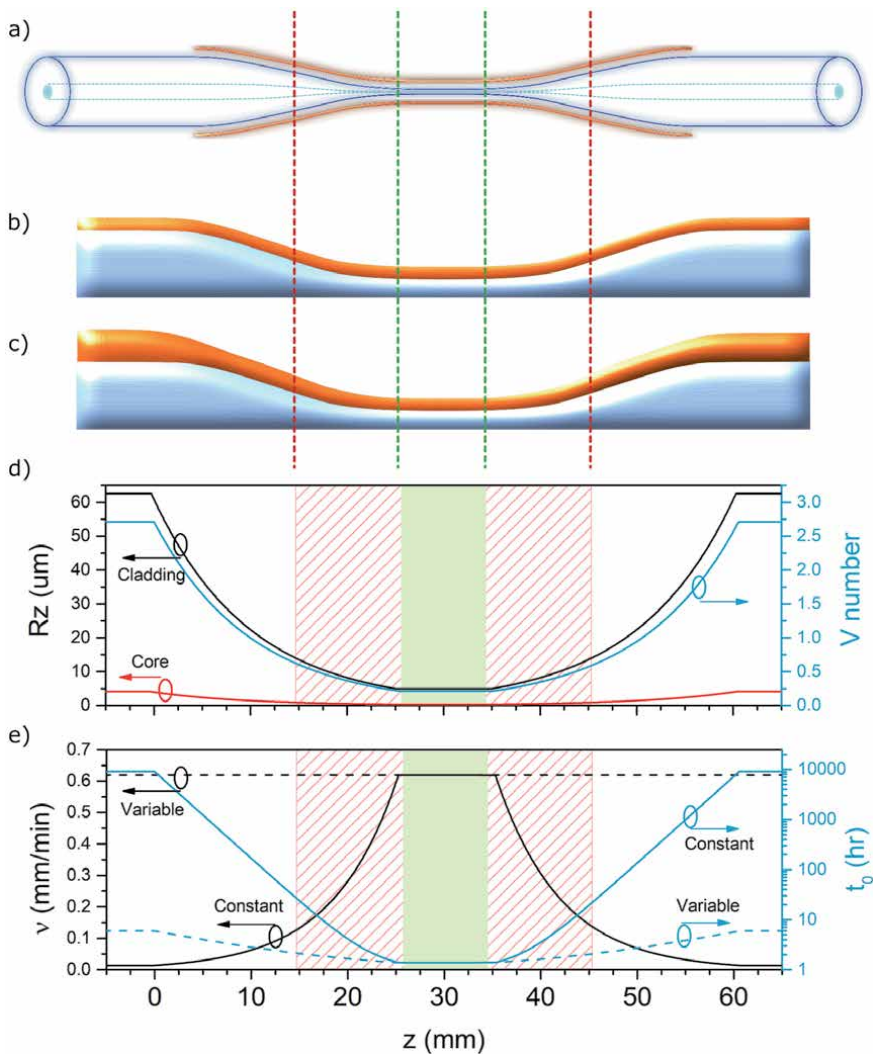 a)
b)
c)
d)
60
50
40
30
20
10
0
Rz (um)
Cladding
Core
3.0
2.5
2.0
1.5
1.0
0.5
0.0
V number
e)
0.7
0.6
0.5
0.4
0.3
0.2
0.1
0.0
ν (mm/min)
Variable
Constant
Constant
Variable
10000
1000
100
10
1
t₀ (hr)
0 10 20 30 40 50 60
z (mm)